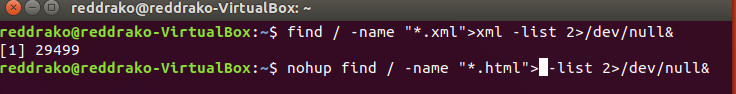 reddrako@reddrako-VirtualBox: ~
reddrako@reddrako-VirtualBox:~$ find / -name "*.xml">xml -list 2>/dev/null&
[1] 29499
reddrako@reddrako-VirtualBox:~$ nohup find / -name "*.html"> -list 2>/dev/null&